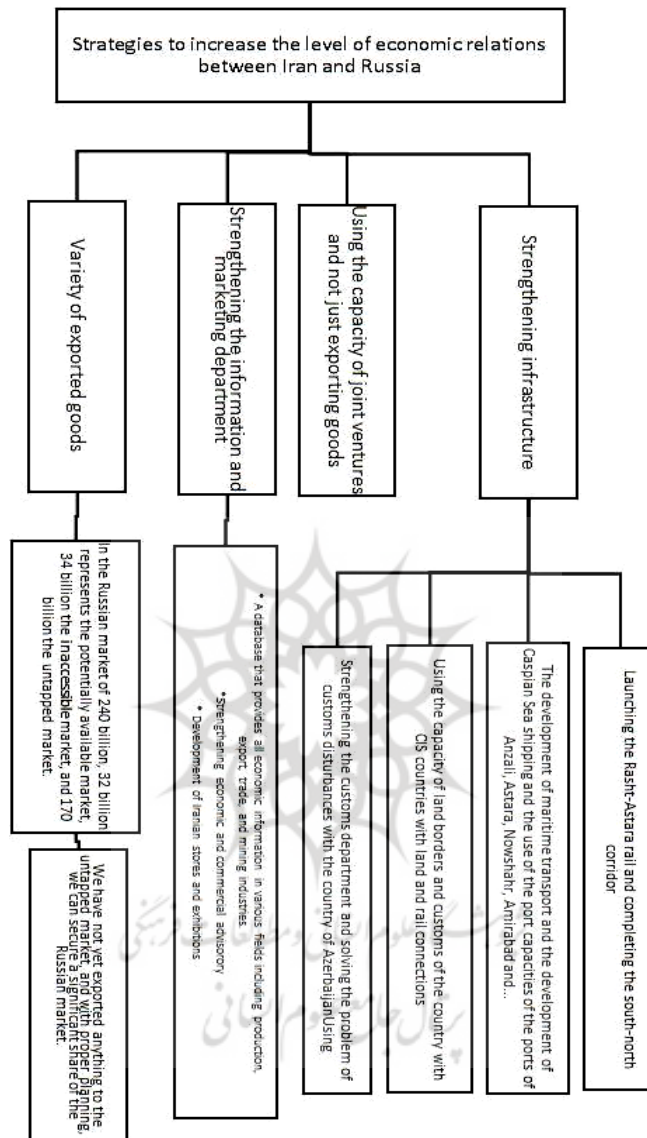 Strategies to increase the level of economic relations
between Iran and Russia
Strengthening infrastructure
Launching the Rasht-Astara rail and completing the south-north
corridor
The development of maritime transport and the development of
Caspian Sea shipping and the use of the port capacities of the ports of
Anzali, Astara, Nowshahr, Amirabad and...
Using the capacity of land borders and customs of the country with
CIS countries with land and rail connections
Strengthening the customs department and solving the problem of
customs disturbances with the country of AzerbaijanUsing
Using the capacity of joint ventures
and not just exporting goods
Strengthening the information and
marketing department
* A database that provides all economic information in various fields including production,
export, trade, and mining industries.
*Strengthening economic and commercial advisorory
* Development of Iranian stores and exhibitions
Variety of exported goods
In the Russian market of 240 billion, 32 billion
represents the potentially available market,
34 billion the inaccessible market, and 170
billion the untapped market.
We have not yet exported anything to the
untapped market, and with proper planning,
we can secure a significant share of the
Russian market.
پرتال جامع علوم انسانی